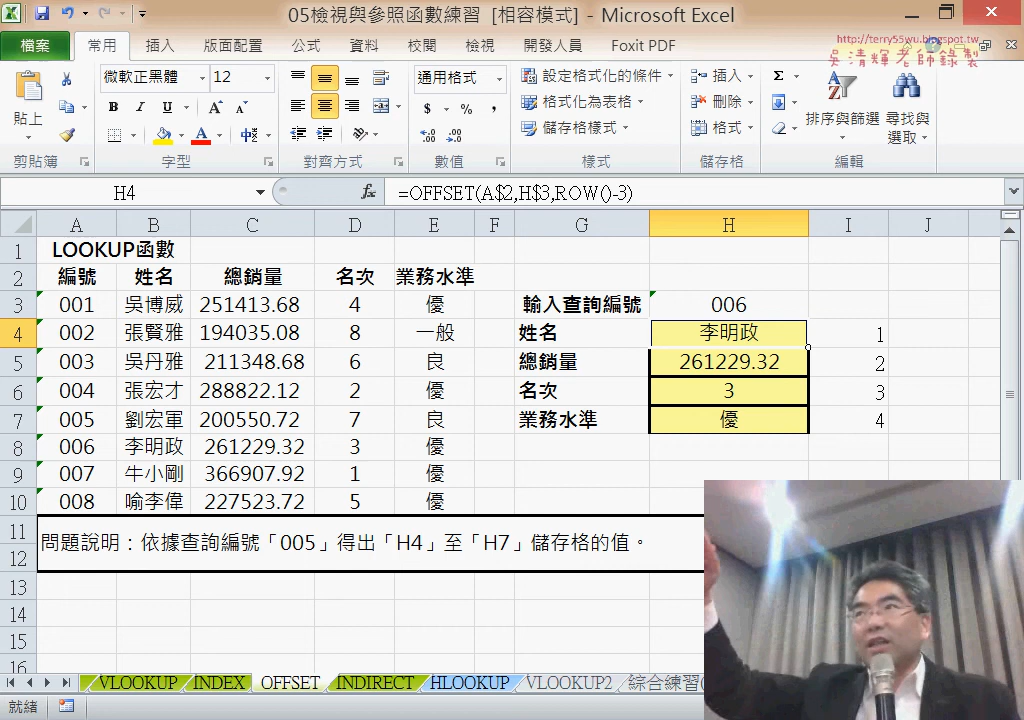 05檢視與參照函數練習 [相容模式] - Microsoft Excel
http://terry55wu.blogspot.tw
吳清輝老師錄製
檔案 常用 插入 版面配置 公式 資料 校閱 檢視 開發人員 Foxit PDF
微軟正黑體 12 通用格式
貼上
設定格式化的條件
格式化為表格
儲存格樣式
插入
刪除
格式
排序與篩選
尋找與
選取
剪貼簿 字型 對齊方式 數值 樣式 儲存格 編輯
H4 =OFFSET(A$2,H$3,ROW()-3)
A B C D E F G H I J
1 LOOKUP函數
2 編號 姓名 總銷量 名次 業務水準
3 001 吳博威 251413.68 4 優 輸入查詢編號 006
4 002 張賢雅 194035.08 8 一般 姓名 李明政 1
5 003 吳丹雅 211348.68 6 良 總銷量 261229.32 2
6 004 張宏才 288822.12 2 優 名次 3 3
7 005 劉宏軍 200550.72 7 良 業務水準 優 4
8 006 李明政 261229.32 3 優
9 007 牛小剛 366907.92 1 優
10 008 喻李偉 227523.72 5 優
11
問題說明：依據查詢編號「005」得出「H4」至「H7」儲存格的值。
12
13
14
15
16
VLOOKUP INDEX OFFSET INDIRECT HLOOKUP VLOOKUP2 綜合練習(
就緒